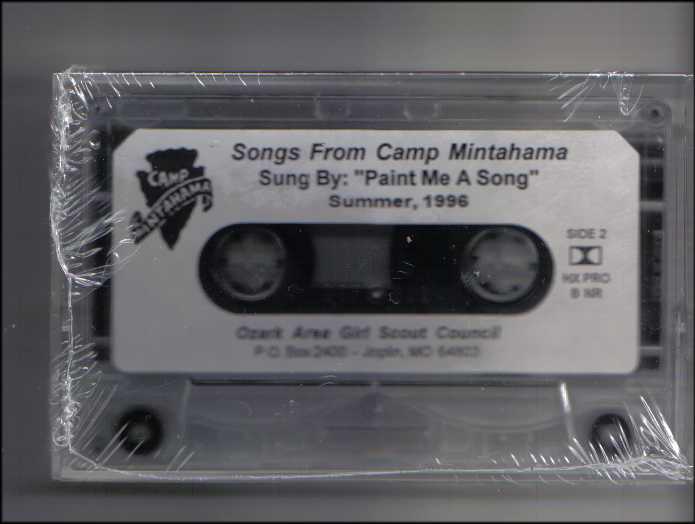 CAMP
MINTAHAMA
Songs From Camp Mintahama
Sung By: "Paint Me A Song"
Summer, 1996
SIDE 2
HX PRO
B NR
Ozark Area Girl Scout Council
P.O. Box 2400 - Joplin, MO 64803